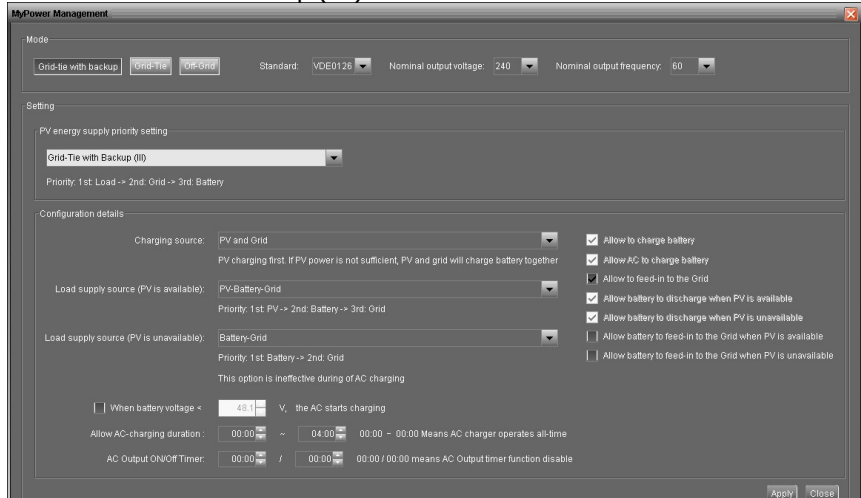 MyPower Management
Mode
Grid-tie with backup Grid-Tie Off-Grid Standard: VDE0126 Nominal output voltage: 240 Nominal output frequency: 60
Setting
PV energy supply priority setting
Grid-Tie with Backup (III)
Priority: 1st: Load -> 2nd: Grid -> 3rd: Battery
Configuration details
Charging source: PV and Grid
PV charging first. If PV power is not sufficient, PV and grid will charge battery together
Load supply source (PV is available): PV-Battery-Grid
Priority: 1st: PV -> 2nd: Battery -> 3rd: Grid
Load supply source (PV is unavailable): Battery-Grid
Priority: 1st: Battery -> 2nd: Grid
This option is ineffective during of AC charging
Allow to charge battery
Allow AC to charge battery
Allow to feed-in to the Grid
Allow battery to discharge when PV is available
Allow battery to discharge when PV is unavailable
Allow battery to feed-in to the Grid when PV is available
Allow battery to feed-in to the Grid when PV is unavailable
When battery voltage < 48.1 V, the AC starts charging
Allow AC-charging duration : 00:00 ~ 04:00 00:00 - 00:00 Means AC charger operates all-time
AC Output ON/Off Timer: 00:00 / 00:00 00:00 / 00:00 means AC Output timer function disable
Apply Close